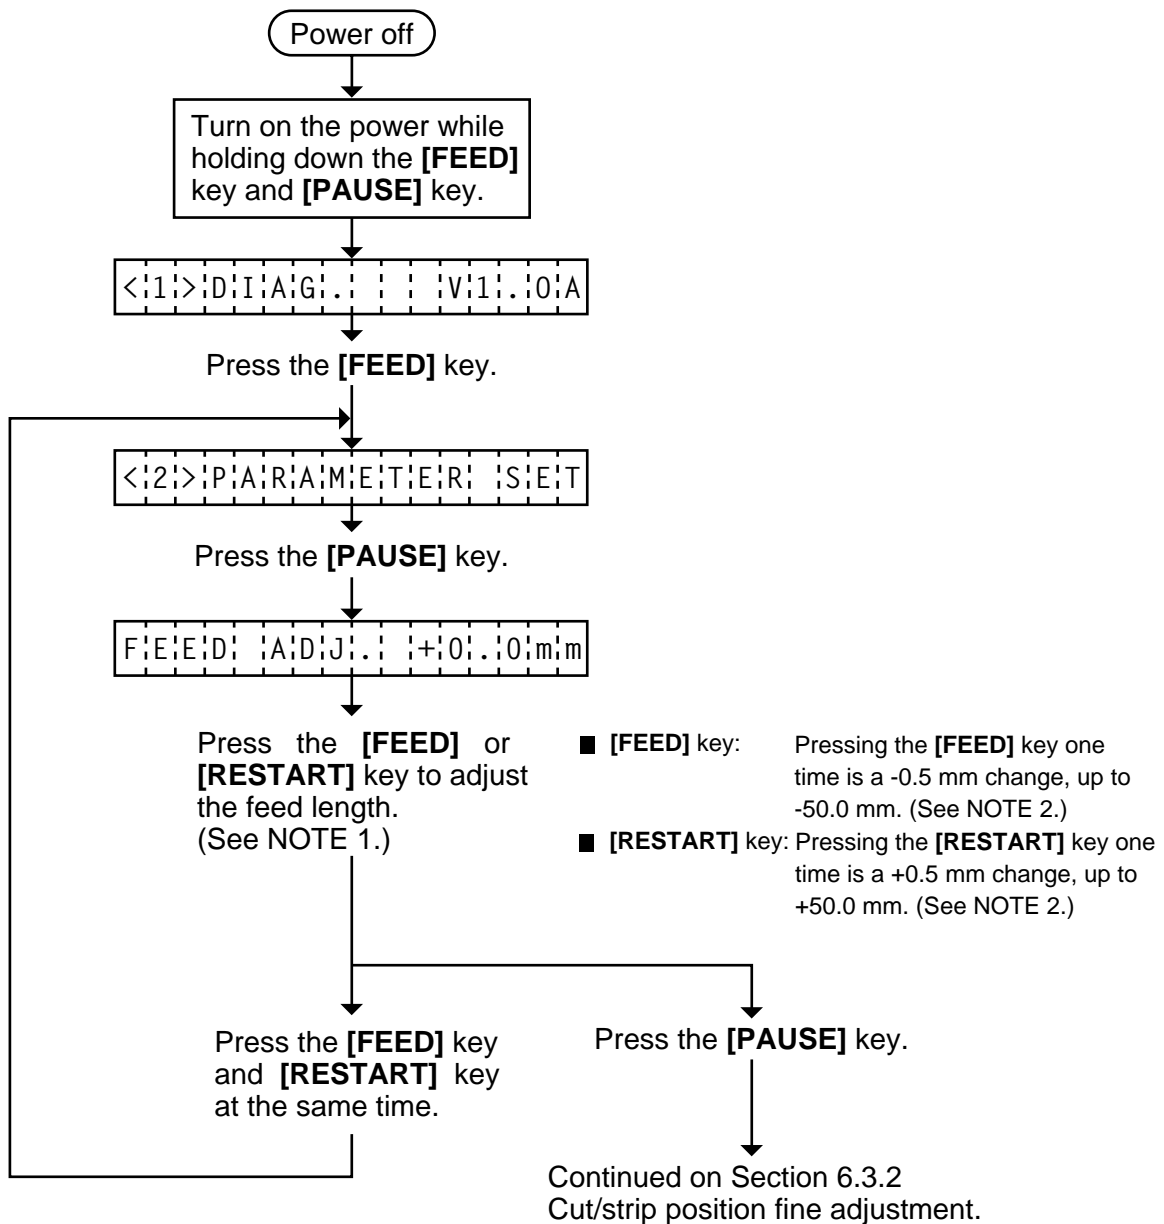 Power off
Turn on the power while
holding down the [FEED]
key and [PAUSE] key.
<1>DIAG.   V1.0A
Press the [FEED] key.
<2>PARAMETER SET
Press the [PAUSE] key.
FEED ADJ. +0.0mm
Press the [FEED] or
[RESTART] key to adjust
the feed length.
(See NOTE 1.)
■ [FEED] key: Pressing the [FEED] key one
time is a -0.5 mm change, up to
-50.0 mm. (See NOTE 2.)
■ [RESTART] key: Pressing the [RESTART] key one
time is a +0.5 mm change, up to
+50.0 mm. (See NOTE 2.)
Press the [FEED] key
and [RESTART] key
at the same time.
Press the [PAUSE] key.
Continued on Section 6.3.2
Cut/strip position fine adjustment.